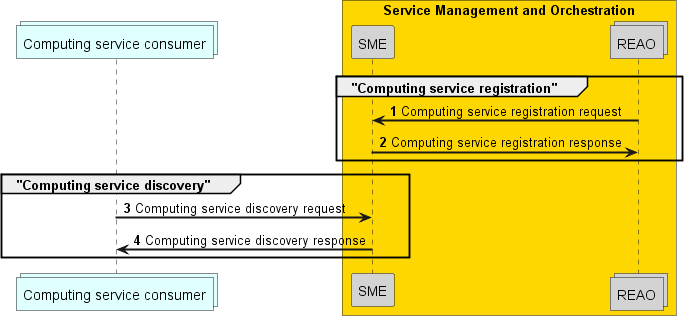 Service Management and Orchestration
Computing service consumer
SME
REAO
"Computing service registration"
1 Computing service registration request
2 Computing service registration response
"Computing service discovery"
3 Computing service discovery request
4 Computing service discovery response
Computing service consumer
SME
REAO